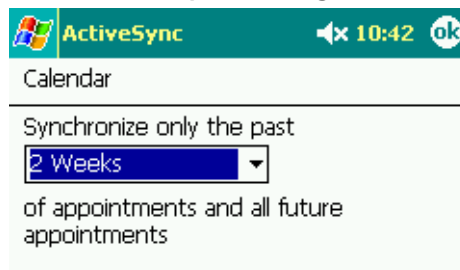 ActiveSync 10:42 ok
Calendar
Synchronize only the past
2 Weeks
of appointments and all future
appointments